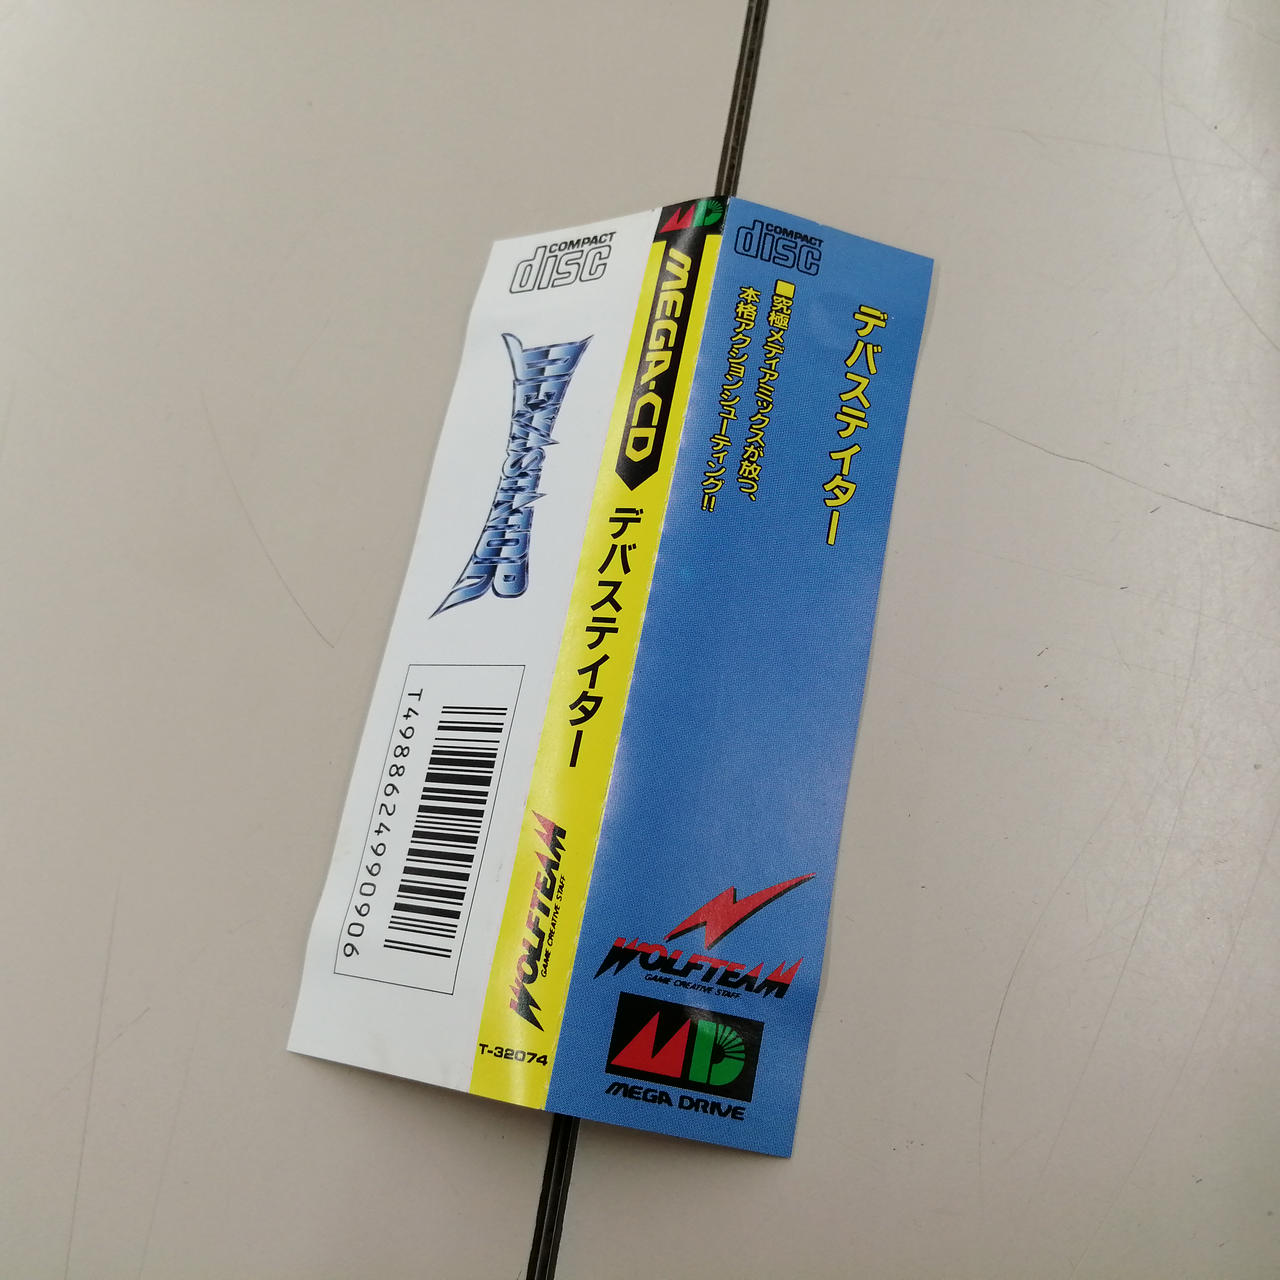 COMPACT
disc
DEVASTATOR
T4988624990906
MD
MEGA-CD
デバステイター
WOLFTEAM
GAME CREATIVE STAFF
T-32074
COMPACT
disc
デバステイター
■究極メディアミックスが放つ、
本格アクションシューティング!!
WOLFTEAM
GAME CREATIVE STAFF
MD
MEGA DRIVE